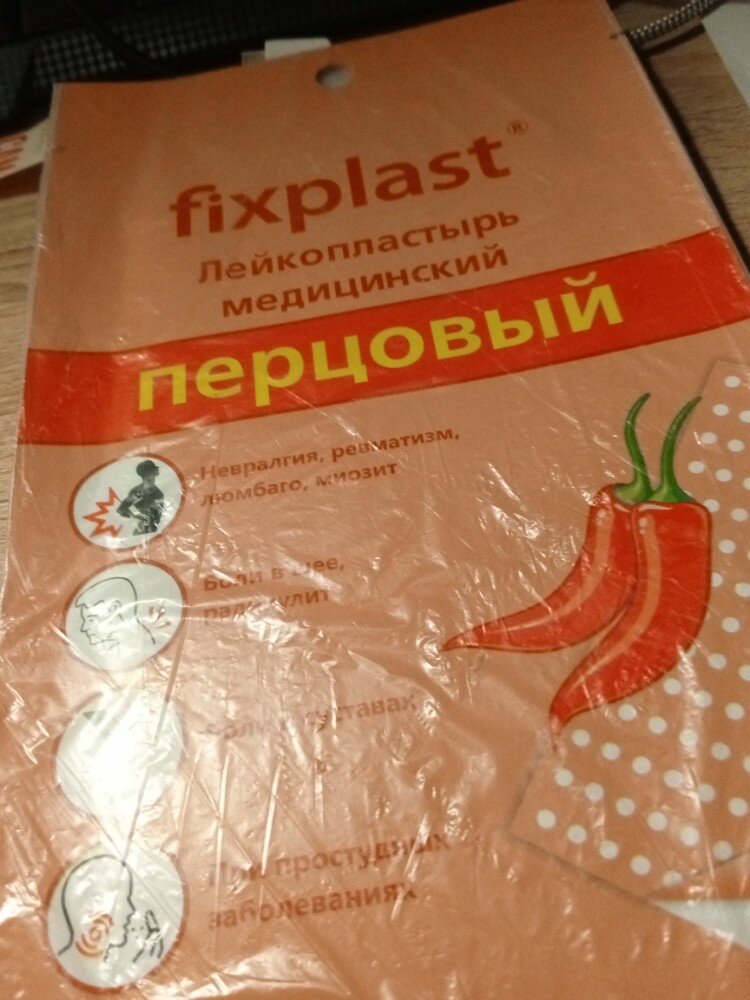 fixplast®
Лейкопластырь
медицинский
перцовый
Невралгия, ревматизм,
люмбаго, миозит
Боли в шее,
радикулит
Боли в суставах
При простудных
заболеваниях